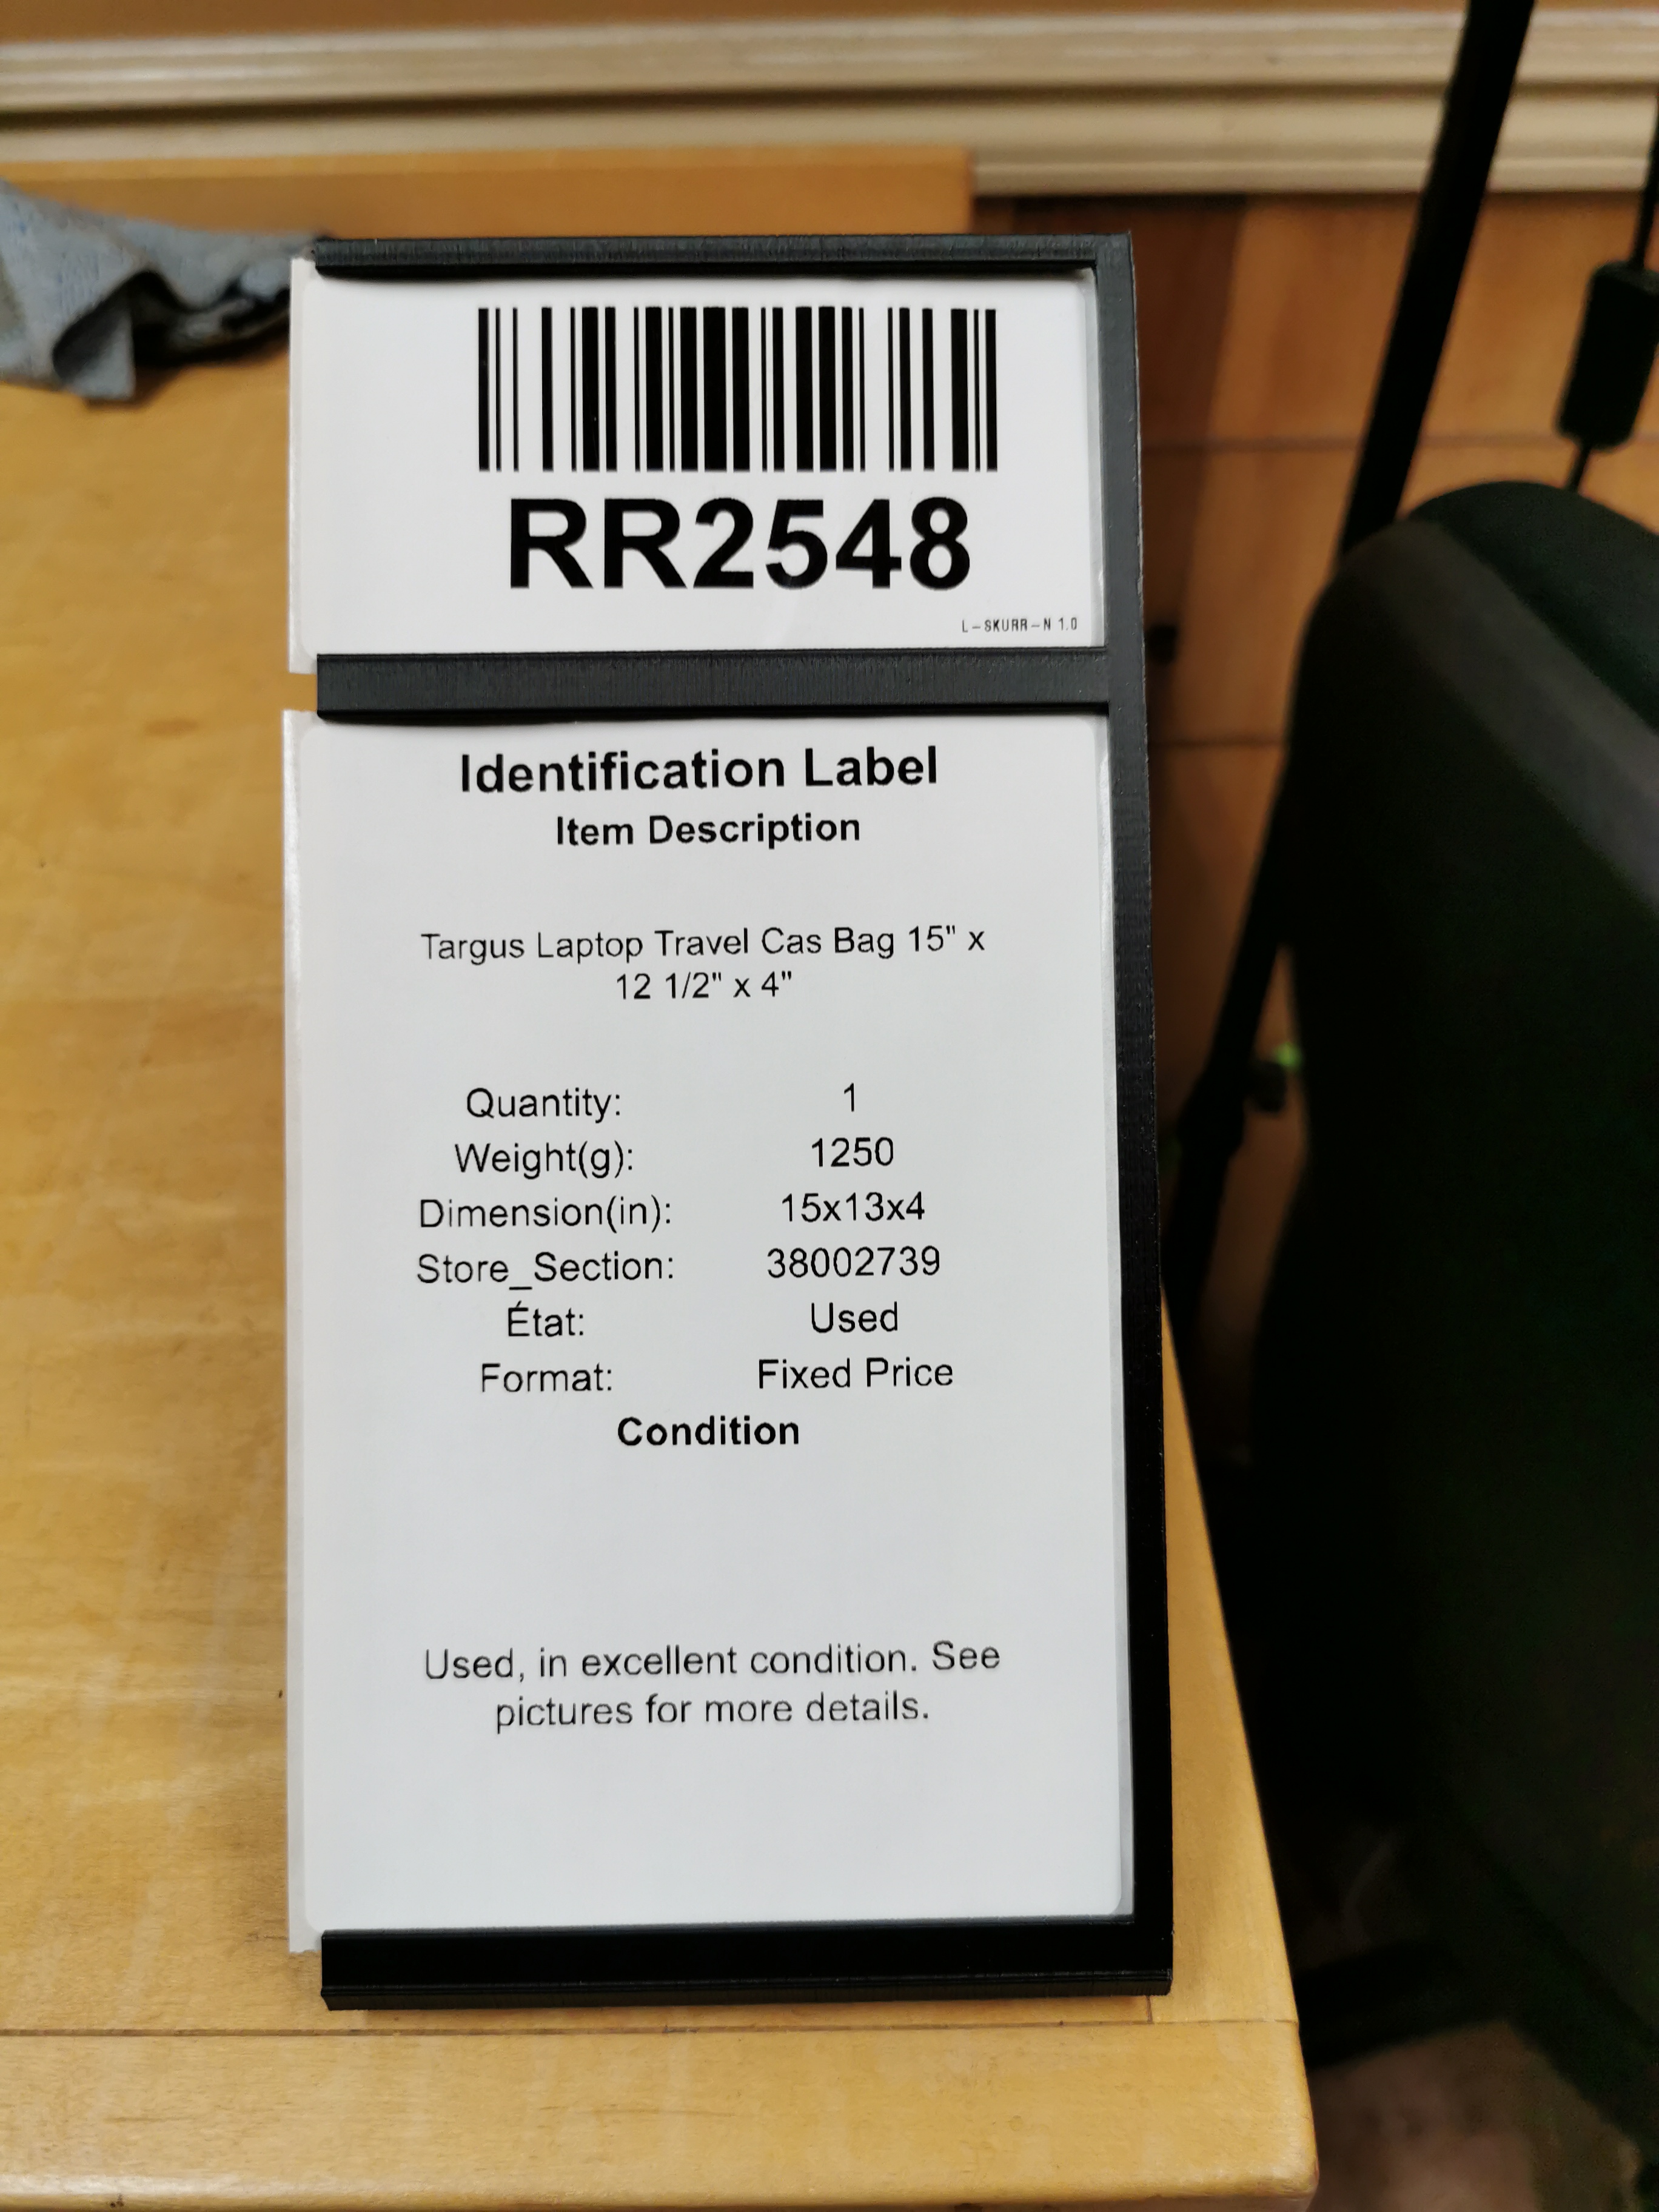 RR2548
L-SKURR-N 1.0
Identification Label
Item Description
Targus Laptop Travel Cas Bag 15" x
12 1/2" x 4"
Quantity: 1
Weight(g): 1250
Dimension(in): 15x13x4
Store_Section: 38002739
État: Used
Format: Fixed Price
Condition
Used, in excellent condition. See
pictures for more details.